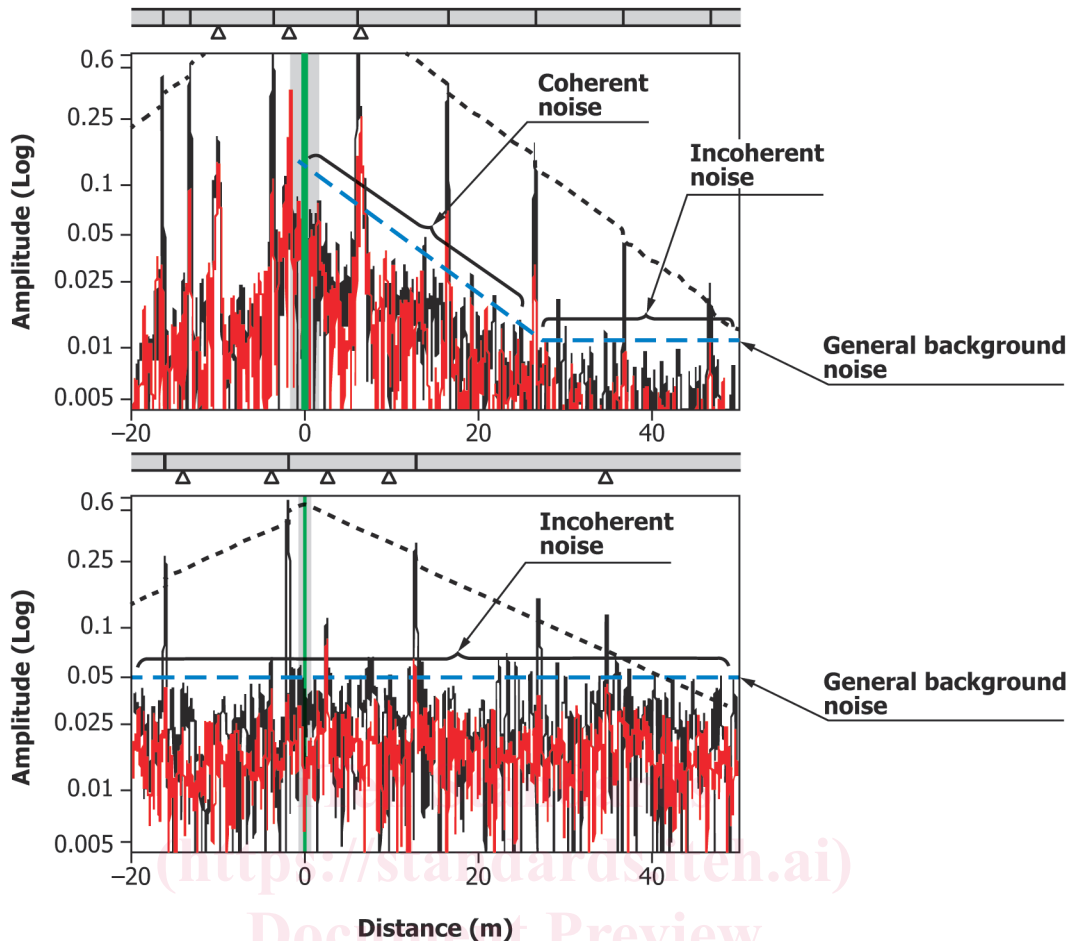 0.6
0.25
0.1
0.05
0.025
0.01
0.005
Amplitude (Log)
Coherent
noise
Incoherent
noise
General background
noise
−20 0 20 40
0.6
0.25
0.1
0.05
0.025
0.01
0.005
Amplitude (Log)
Incoherent
noise
General background
noise
−20 0 20 40
(https://standardsiteh.ai)
Distance (m)
Document Preview